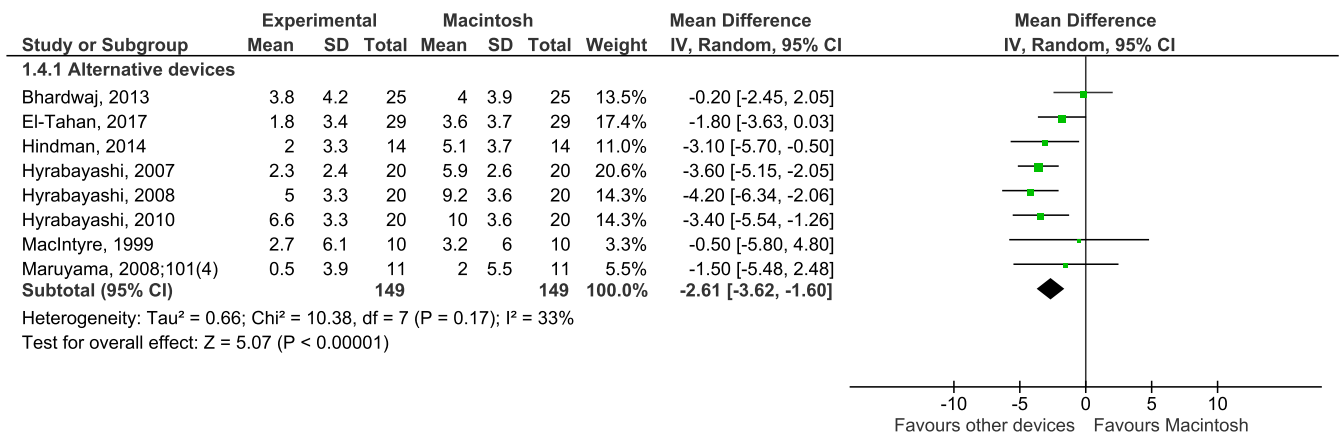 Experimental Macintosh Mean Difference Mean Difference
Study or Subgroup Mean SD Total Mean SD Total Weight IV, Random, 95% CI IV, Random, 95% CI
1.4.1 Alternative devices
Bhardwaj, 2013 3.8 4.2 25 4 3.9 25 13.5% -0.20 [-2.45, 2.05]
El-Tahan, 2017 1.8 3.4 29 3.6 3.7 29 17.4% -1.80 [-3.63, 0.03]
Hindman, 2014 2 3.3 14 5.1 3.7 14 11.0% -3.10 [-5.70, -0.50]
Hyrabayashi, 2007 2.3 2.4 20 5.9 2.6 20 20.6% -3.60 [-5.15, -2.05]
Hyrabayashi, 2008 5 3.3 20 9.2 3.6 20 14.3% -4.20 [-6.34, -2.06]
Hyrabayashi, 2010 6.6 3.3 20 10 3.6 20 14.3% -3.40 [-5.54, -1.26]
MacIntyre, 1999 2.7 6.1 10 3.2 6 10 3.3% -0.50 [-5.80, 4.80]
Maruyama, 2008;101(4) 0.5 3.9 11 2 5.5 11 5.5% -1.50 [-5.48, 2.48]
Subtotal (95% CI) 149 149 100.0% -2.61 [-3.62, -1.60]
Heterogeneity: Tau² = 0.66; Chi² = 10.38, df = 7 (P = 0.17); I² = 33%
Test for overall effect: Z = 5.07 (P < 0.00001)
-10 -5 0 5 10
Favours other devices Favours Macintosh